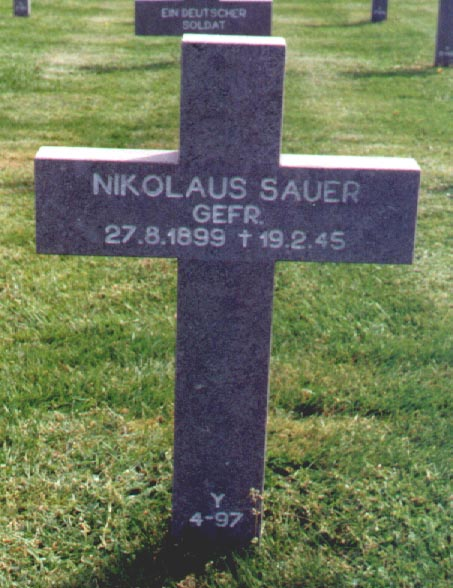 EIN DEUTSCHER
SOLDAT
NIKOLAUS SAUER
GEFR.
27.8.1899 † 19.2.45
Y
4-97